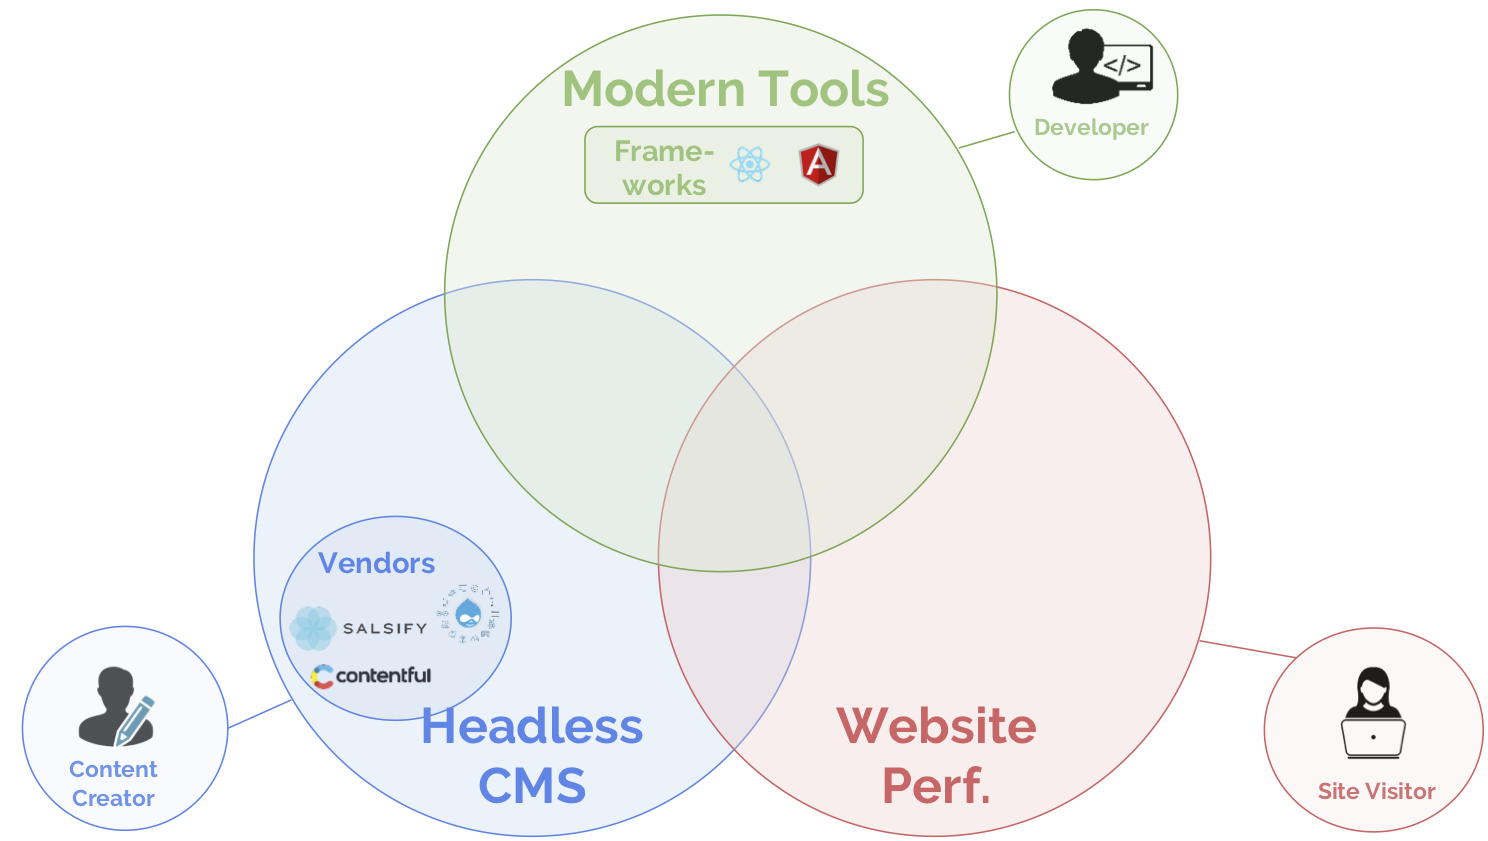 Modern Tools
Frame-
works
</>
Developer
Vendors
SALSIFY
contentful
Headless
CMS
Website
Perf.
Content
Creator
Site Visitor